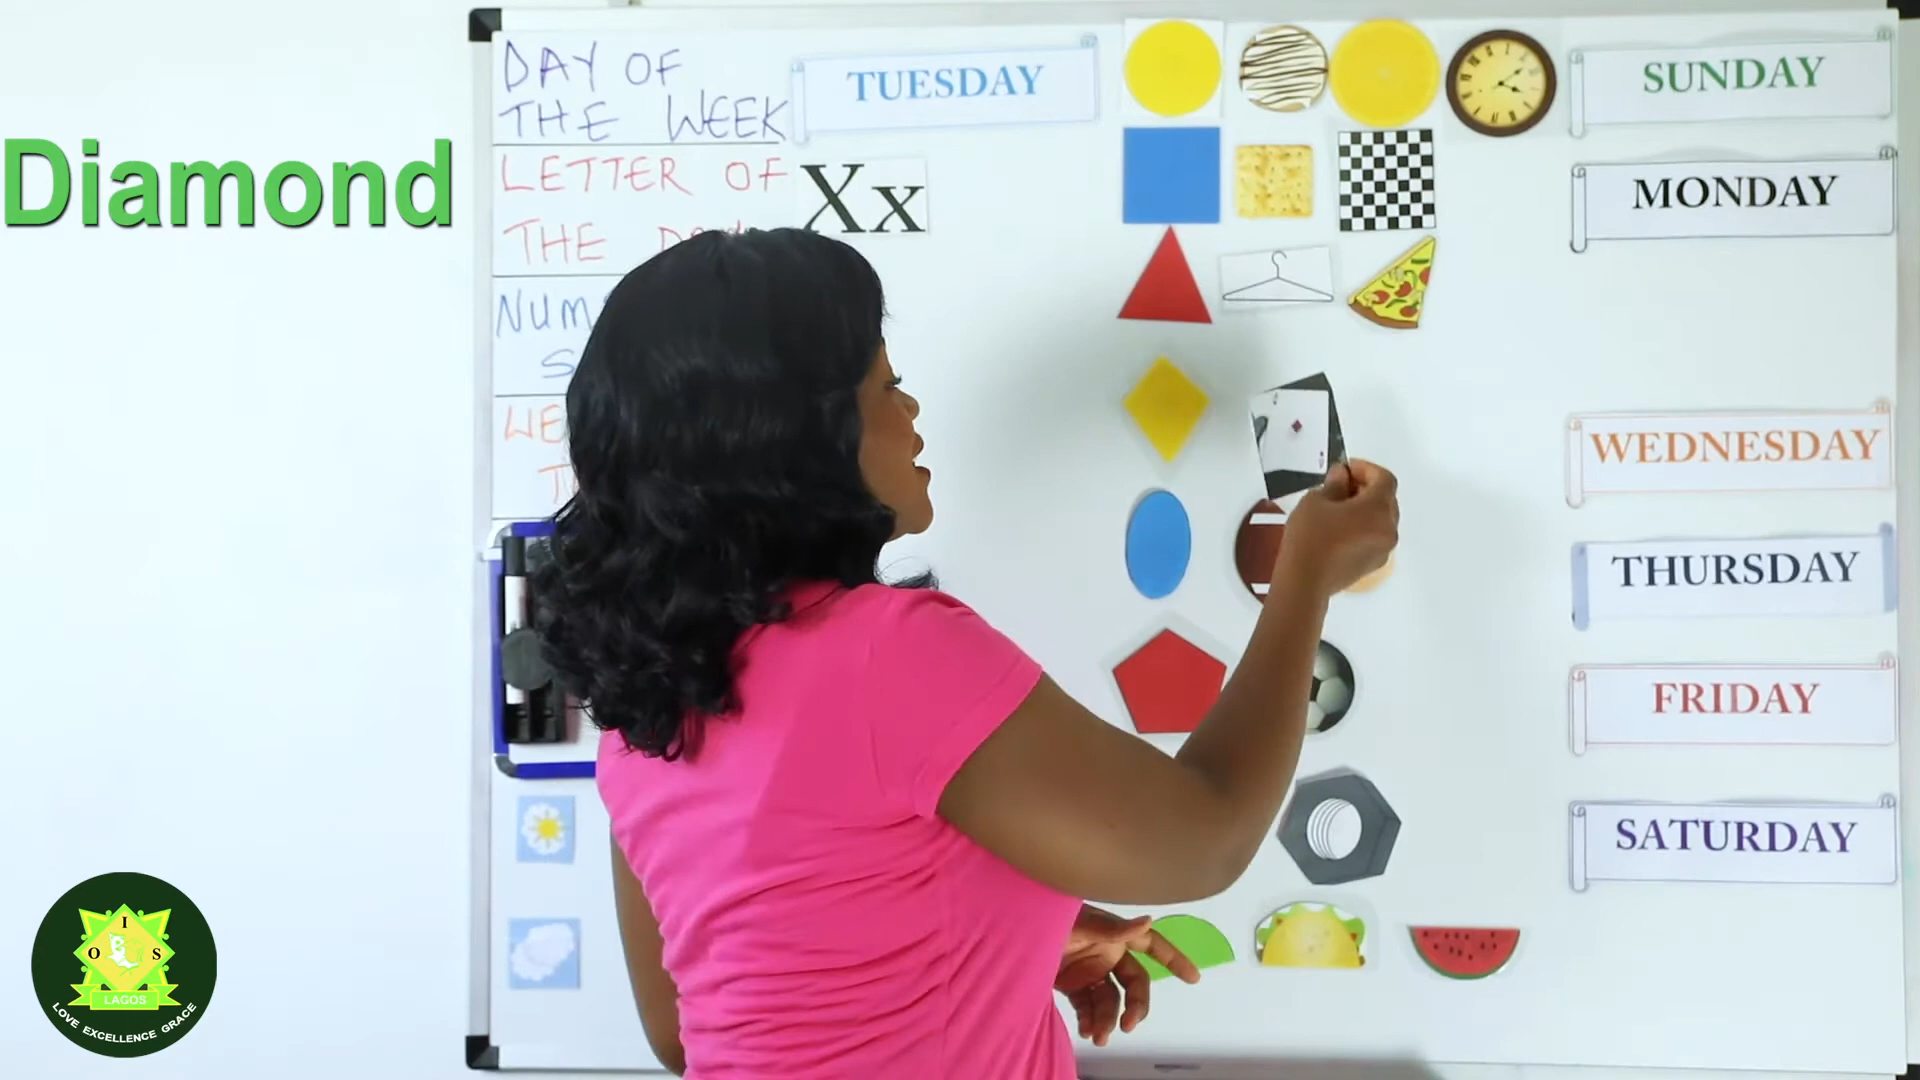 Diamond
DAY OF
THE WEEK
TUESDAY
LETTER OF
THE
Xx
NUM
S
WE
SUNDAY
MONDAY
WEDNESDAY
THURSDAY
FRIDAY
SATURDAY
I
O S
LAGOS
LOVE EXCELLENCE GRACE